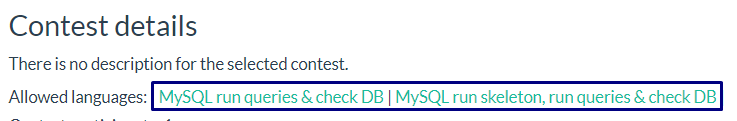 Contest details
There is no description for the selected contest.
Allowed languages: MySQL run queries & check DB | MySQL run skeleton, run queries & check DB